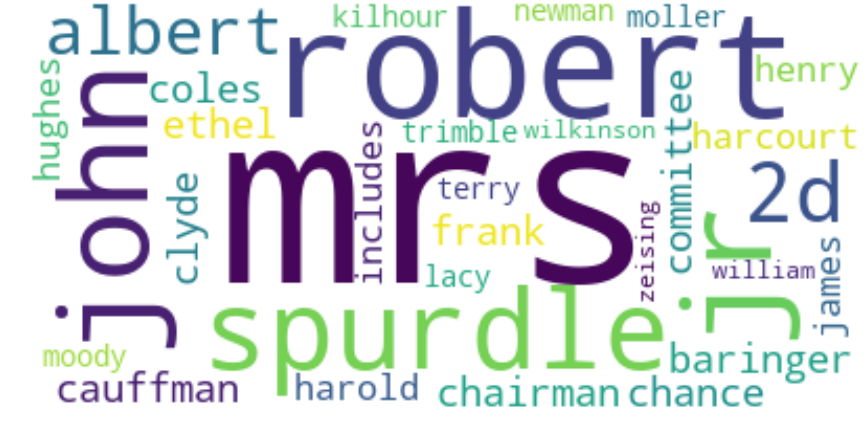 kilhour
newman
moller
albert
robert
henry
hughes
john
coles
ethel
includes
trimble
wilkinson
committee
harcourt
mrs
terry
2d
clyde
frank
zeising
jr
lacy
william
james
spurdle
moody
baringer
cauffman
harold
chairman
chance